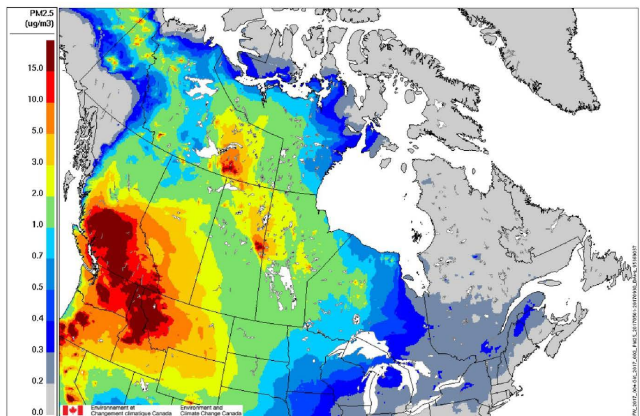 PM2.5
(ug/m3)
15.0
10.0
5.0
3.0
2.0
1.0
0.7
0.5
0.4
0.3
0.2
0.0
Environnement et
Changement climatique Canada
Environment and
Climate Change Canada